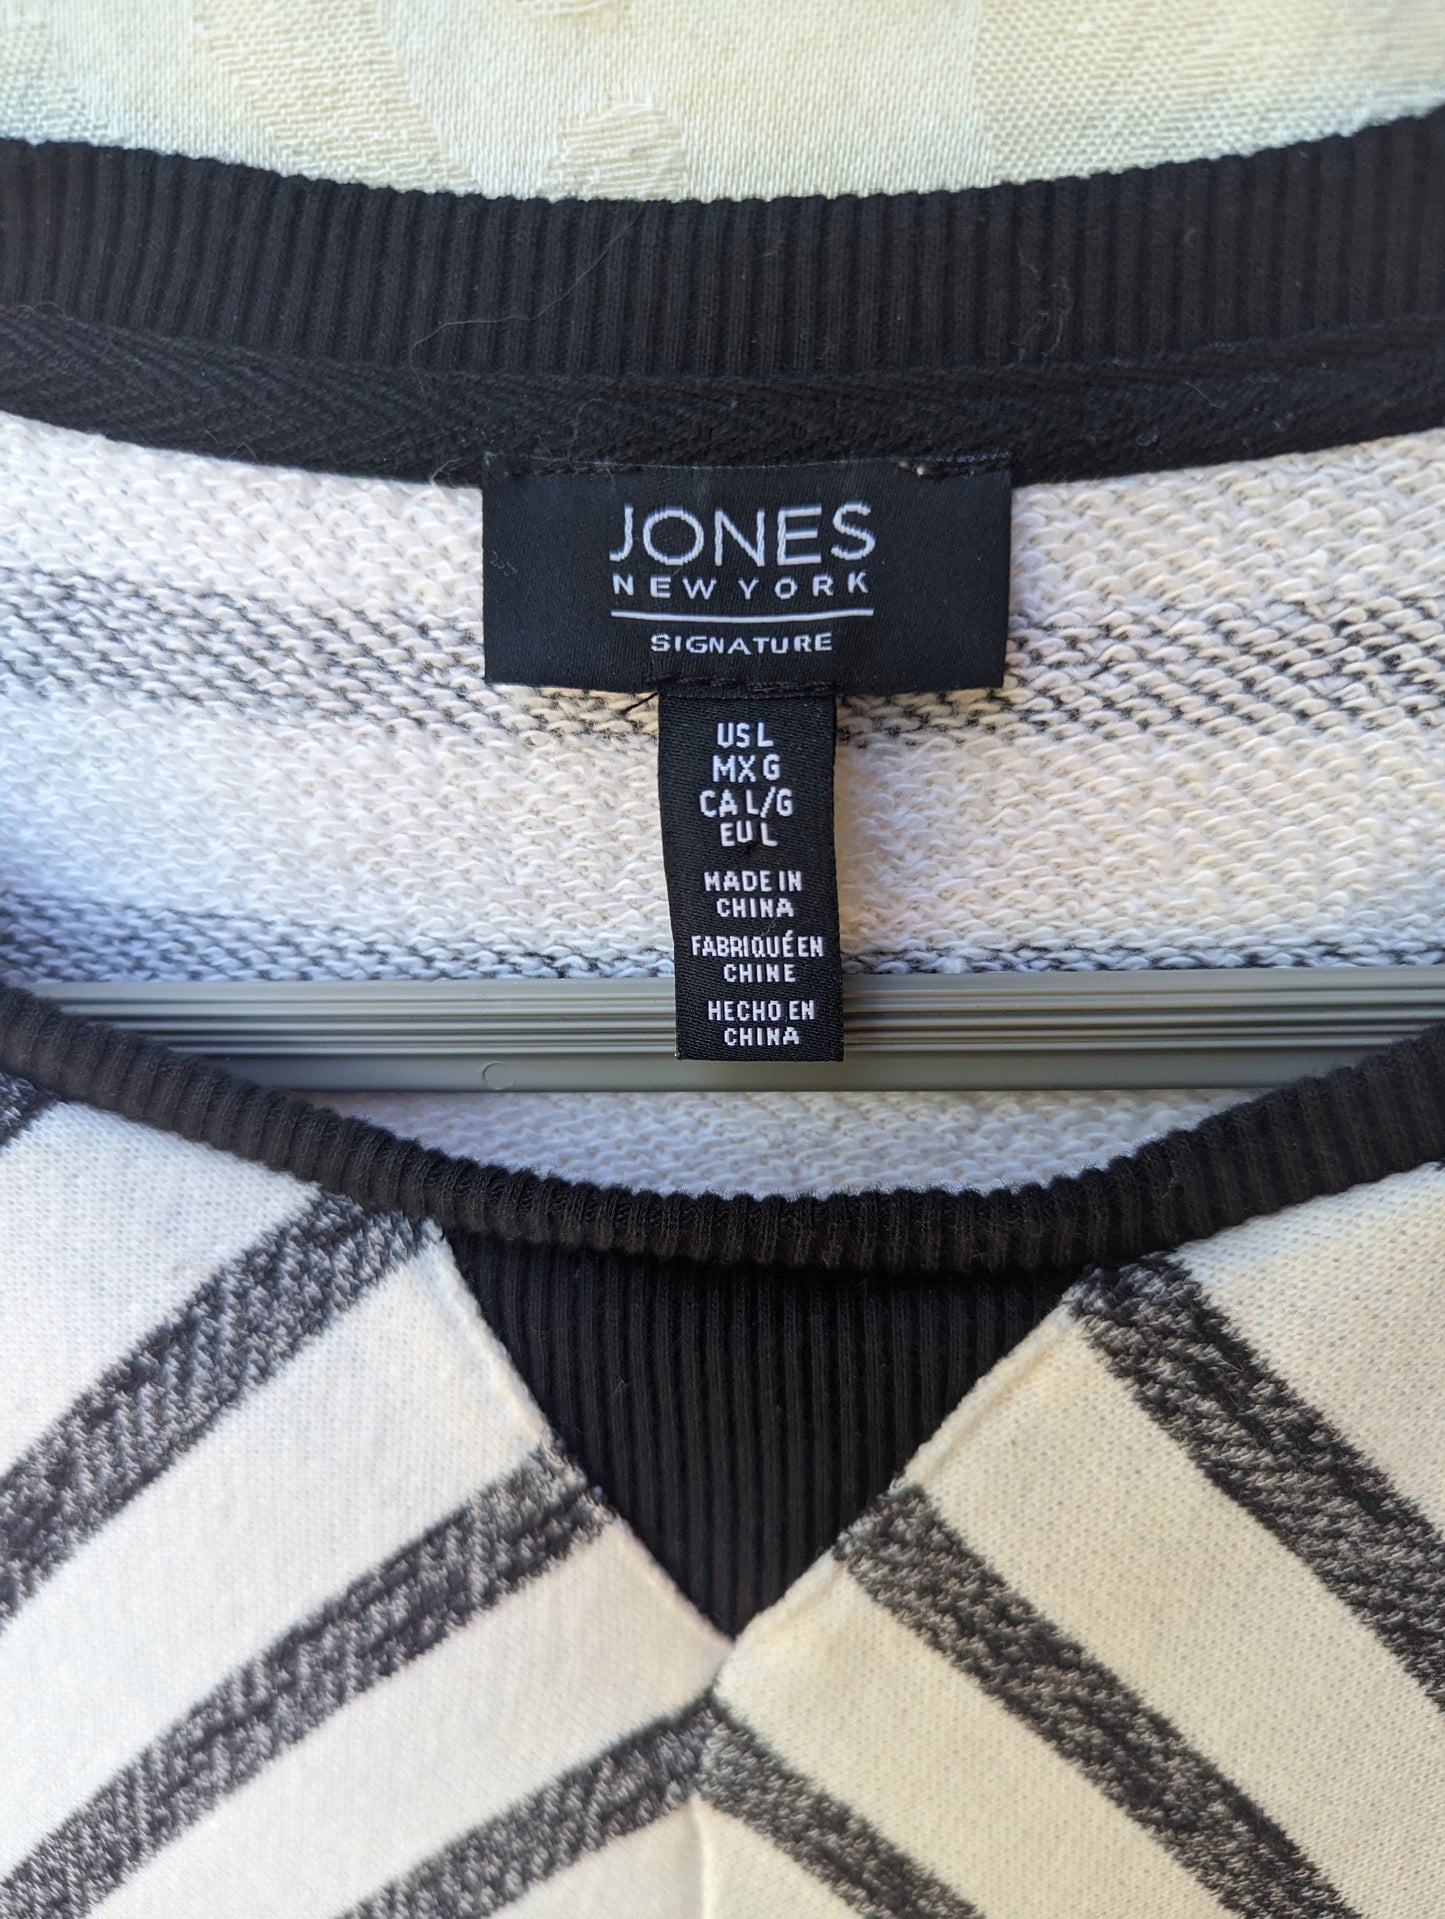 JONES
NEW YORK
SIGNATURE
US L
MX G
CA L/G
EU L
MADE IN
CHINA
FABRIQUÉ EN
CHINE
HECHO EN
CHINA